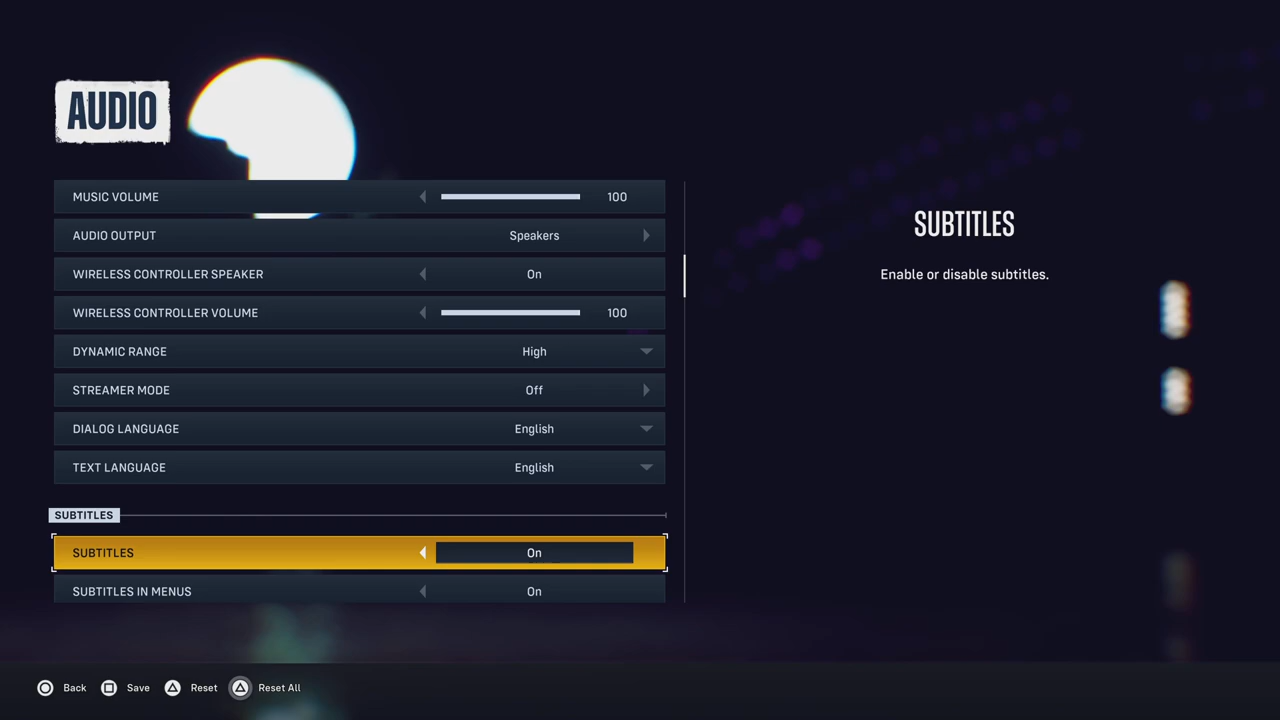 AUDIO
MUSIC VOLUME 100
AUDIO OUTPUT Speakers
WIRELESS CONTROLLER SPEAKER On
WIRELESS CONTROLLER VOLUME 100
DYNAMIC RANGE High
STREAMER MODE Off
DIALOG LANGUAGE English
TEXT LANGUAGE English
SUBTITLES
SUBTITLES On
SUBTITLES IN MENUS On
SUBTITLES
Enable or disable subtitles.
Back Save Reset Reset All